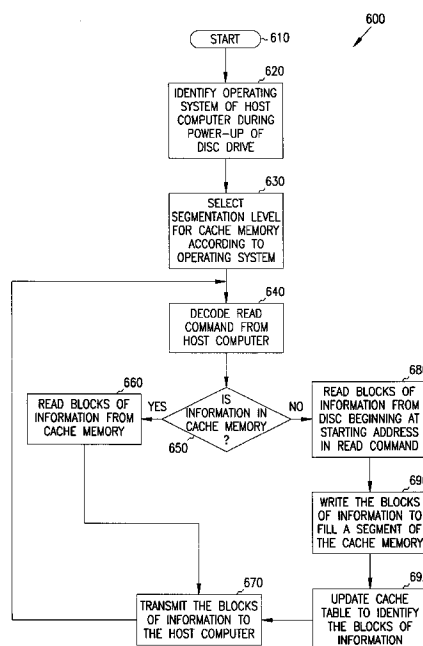 600
START
610
620
IDENTIFY OPERATING
SYSTEM OF HOST
COMPUTER DURING
POWER-UP OF
DISC DRIVE
630
SELECT
SEGMENTATION LEVEL
FOR CACHE MEMORY
ACCORDING TO
OPERATING SYSTEM
640
DECODE READ
COMMAND FROM
HOST COMPUTER
660
READ BLOCKS OF
INFORMATION FROM
CACHE MEMORY
YES
IS
INFORMATION IN
CACHE MEMORY
?
650
NO
680
READ BLOCKS OF
INFORMATION FROM
DISC BEGINNING AT
STARTING ADDRESS
IN READ COMMAND
690
WRITE THE BLOCKS
OF INFORMATION TO
FILL A SEGMENT OF
THE CACHE MEMORY
670
TRANSMIT THE BLOCKS
OF INFORMATION TO
THE HOST COMPUTER
UPDATE CACHE
TABLE TO IDENTIFY
THE BLOCKS OF
INFORMATION